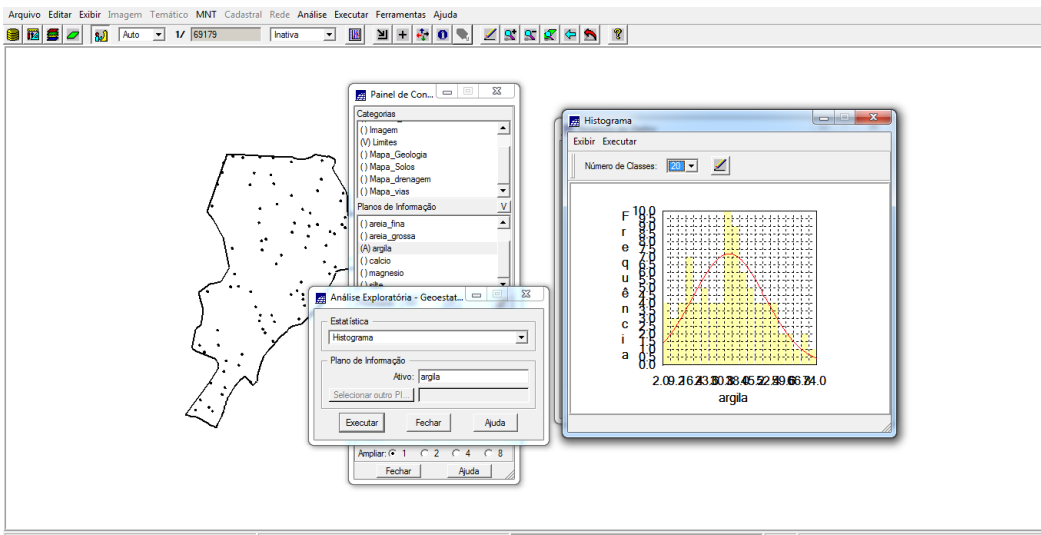 Arquivo Editar Exibir Imagem Temático MNT Cadastral Rede Análise Executar Ferramentas Ajuda
Auto 1/ 69179 Inativa
Painel de Con...
Categorias
( ) Imagem
(V) Limites
( ) Mapa_Geologia
( ) Mapa_Solos
( ) Mapa_drenagem
( ) Mapa_vias
Planos de Informação V
( ) areia_fina
( ) areia_grossa
(A) argila
( ) calcio
( ) magnesio
Análise Exploratória - Geoestat...
Estatística
Histograma
Plano de Informação
Ativo: argila
Selecionar outro PI...
Executar Fechar Ajuda
Ampliar: 1 2 4 8
Fechar Ajuda
Histograma
Exibir Executar
Número de Classes: 20
Frequência
10.0
9.5
9.0
8.5
8.0
7.5
7.0
6.5
6.0
5.5
5.0
4.5
4.0
3.5
3.0
2.5
2.0
1.5
1.0
0.5
0.0
argila